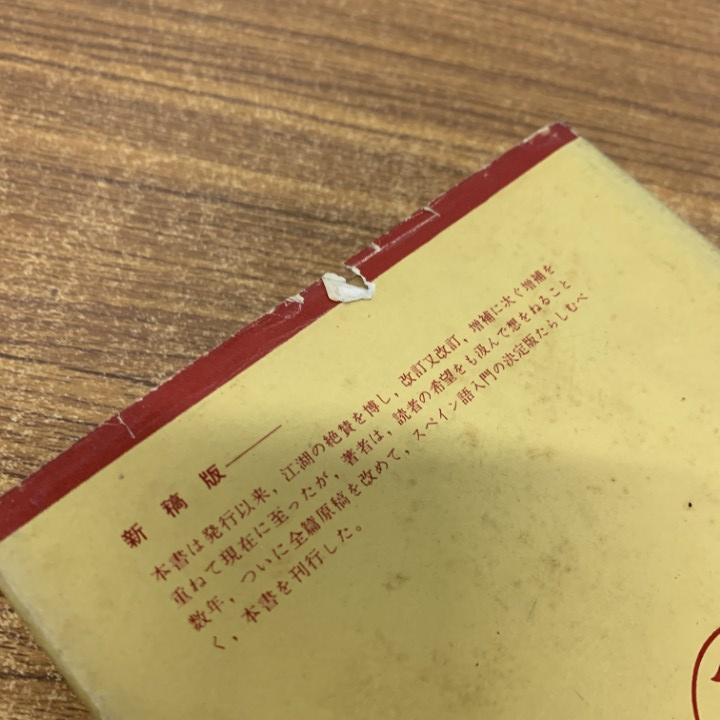 新稿版――
本書は発行以来，江湖の絶賛を博し，改訂又改訂，増補に次ぐ増補を
重ねて現在に至ったが，著者は，読者の希望をも汲んで想をねること
数年，ついに全篇原稿を改めて，スペイン語入門の決定版たらしむべ
く，本書を刊行した。